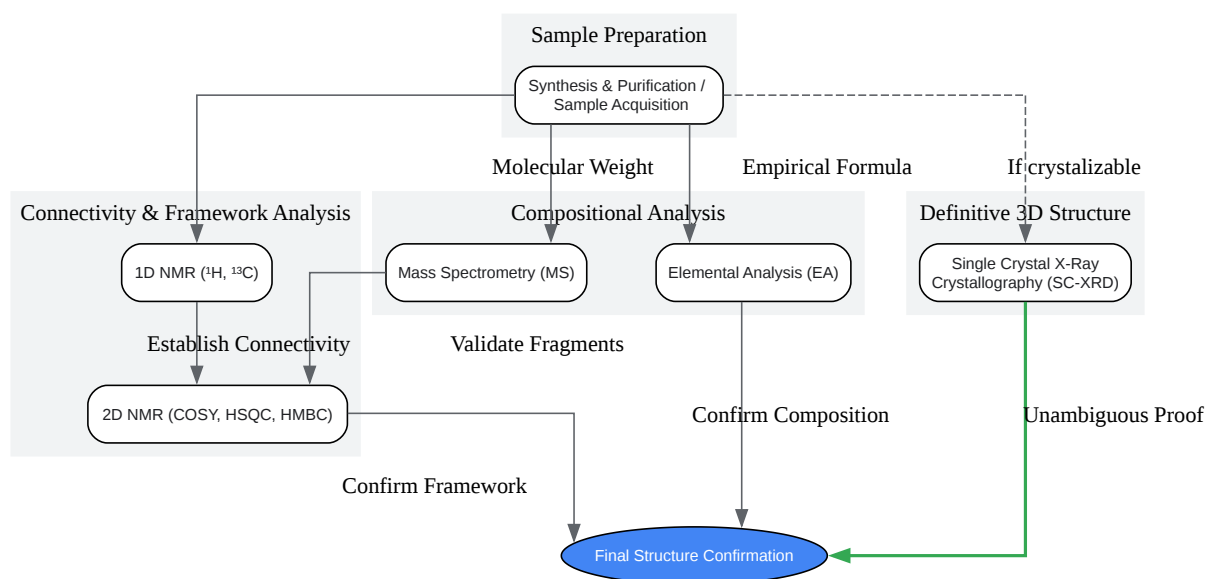 Sample Preparation
Synthesis & Purification /
Sample Acquisition
Molecular Weight
Empirical Formula
If crystalizable
Connectivity & Framework Analysis
Compositional Analysis
Definitive 3D Structure
1D NMR (¹H, ¹³C)
Mass Spectrometry (MS)
Elemental Analysis (EA)
Single Crystal X-Ray
Crystallography (SC-XRD)
Establish Connectivity
Validate Fragments
2D NMR (COSY, HSQC, HMBC)
Confirm Composition
Unambiguous Proof
Confirm Framework
Final Structure Confirmation